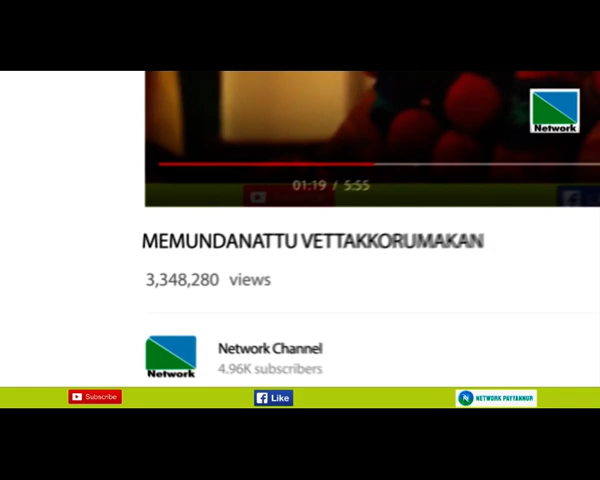 Network
01:19 / 5:55
MEMUNDANATTU VETTAKKORUMAKAN
3,348,280 views
Network Channel
4.96K subscribers
Network
Subscribe
Like
NETWORK PAYYANNUR